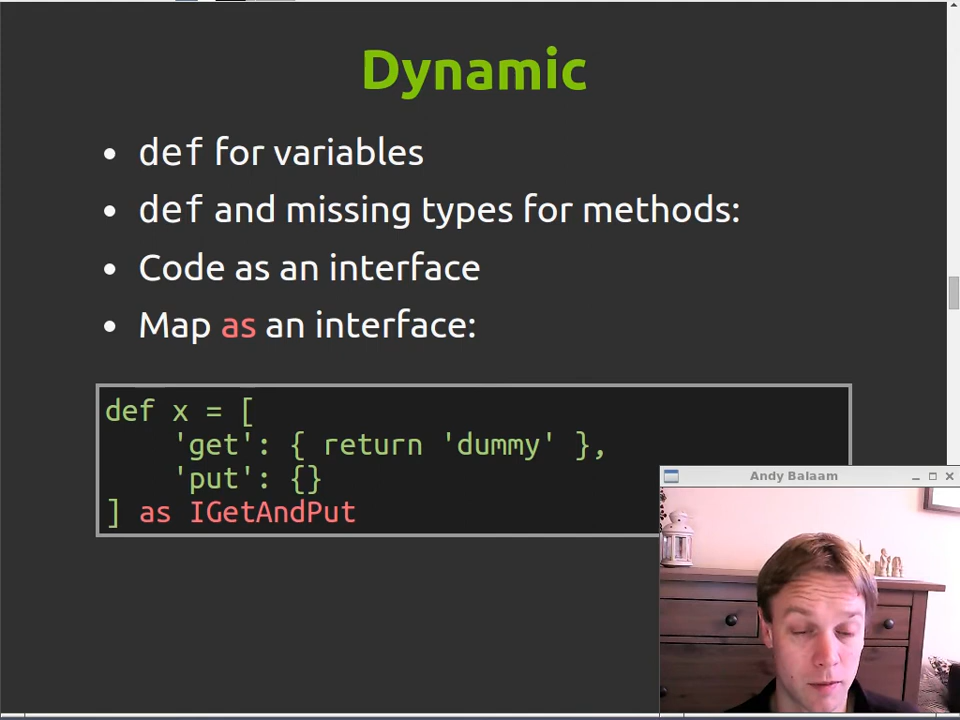 Dynamic
• def for variables
• def and missing types for methods:
• Code as an interface
• Map as an interface:
def x = [
    'get': { return 'dummy' },
    'put': {}
] as IGetAndPut
Andy Balaam